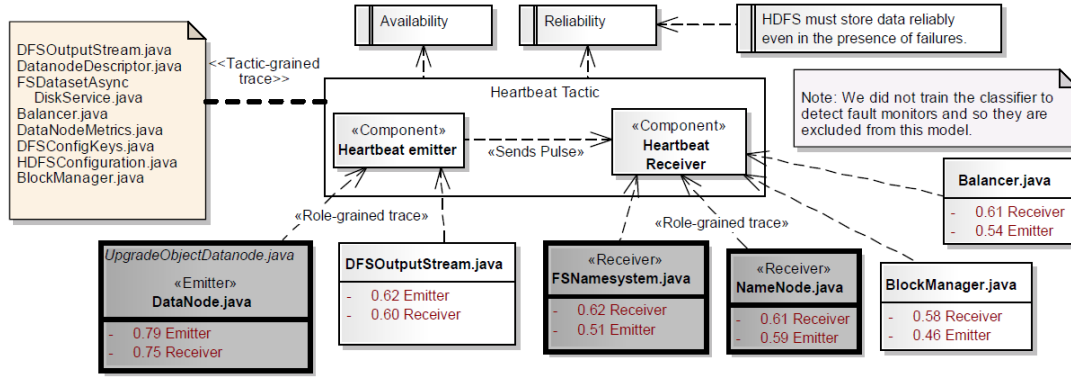 Availability
Reliability
HDFS must store data reliably
even in the presence of failures.
DFSOutputStream.java
DatanodeDescriptor.java
FSDatasetAsync
DiskService.java
Balancer.java
DataNodeMetrics.java
DFSConfigKeys.java
HDFSConfiguration.java
BlockManager.java
<<Tactic-grained
trace>>
Heartbeat Tactic
«Component»
Heartbeat emitter
«Sends Pulse»
«Component»
Heartbeat
Receiver
Note: We did not train the classifier to
detect fault monitors and so they are
excluded from this model.
«Role-grained trace»
«Role-grained trace»
UpgradeObjectDatanode.java
«Emitter»
DataNode.java
- 0.79 Emitter
- 0.75 Receiver
DFSOutputStream.java
- 0.62 Emitter
- 0.60 Receiver
«Receiver»
FSNamesystem.java
- 0.62 Receiver
- 0.51 Emitter
«Receiver»
NameNode.java
- 0.61 Receiver
- 0.59 Emitter
BlockManager.java
- 0.58 Receiver
- 0.46 Emitter
Balancer.java
- 0.61 Receiver
- 0.54 Emitter